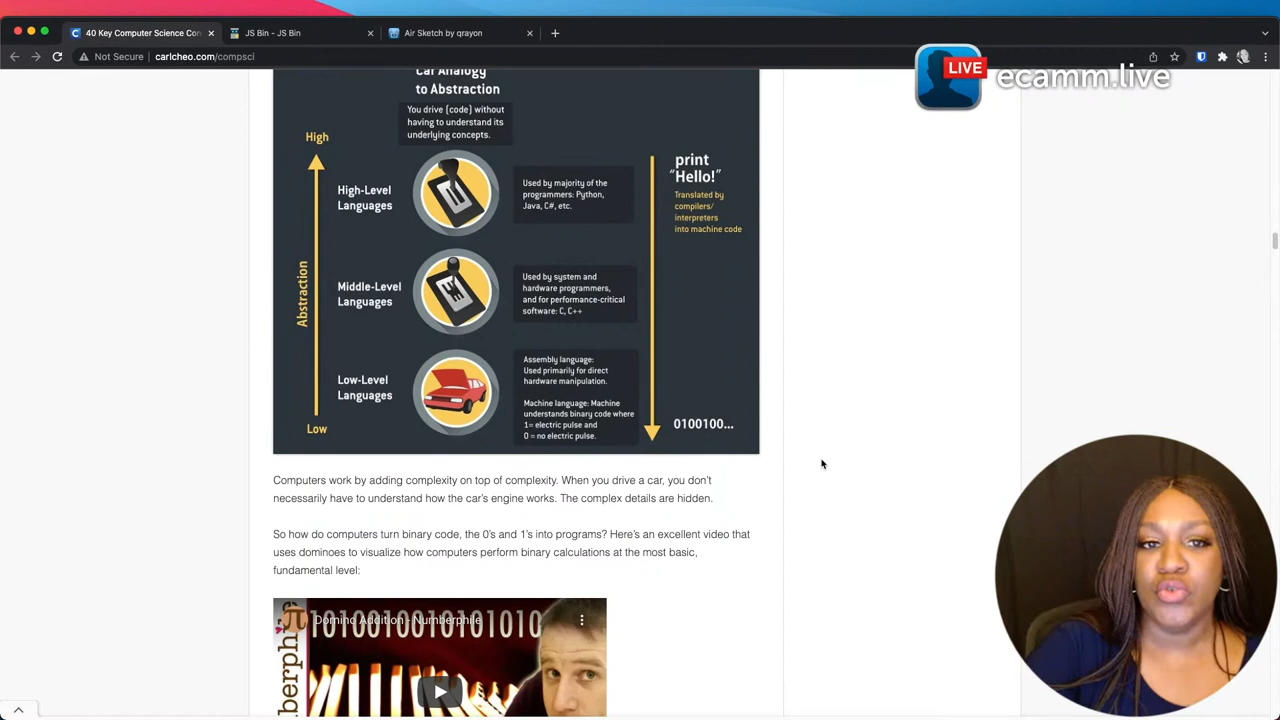 40 Key Computer Science Con
JS Bin - JS Bin
Air Sketch by qrayon
Not Secure
carlcheo.com/compsci
LIVE
ecamm.live
Car Analogy
to Abstraction
You drive (code) without
having to understand its
underlying concepts.
High
Abstraction
Low
High-Level
Languages
Used by majority of the
programmers: Python,
Java, C#, etc.
Middle-Level
Languages
Used by system and
hardware programmers,
and for performance-critical
software: C, C++
Low-Level
Languages
Assembly language:
Used primarily for direct
hardware manipulation.
Machine language: Machine
understands binary code where
1= electric pulse and
0 = no electric pulse.
print
“Hello!”
Translated by
compilers/
interpreters
into machine code
0100100...
Computers work by adding complexity on top of complexity. When you drive a car, you don’t
necessarily have to understand how the car’s engine works. The complex details are hidden.
So how do computers turn binary code, the 0’s and 1’s into programs? Here’s an excellent video that
uses dominoes to visualize how computers perform binary calculations at the most basic,
fundamental level:
Domino Addition - Numberphile